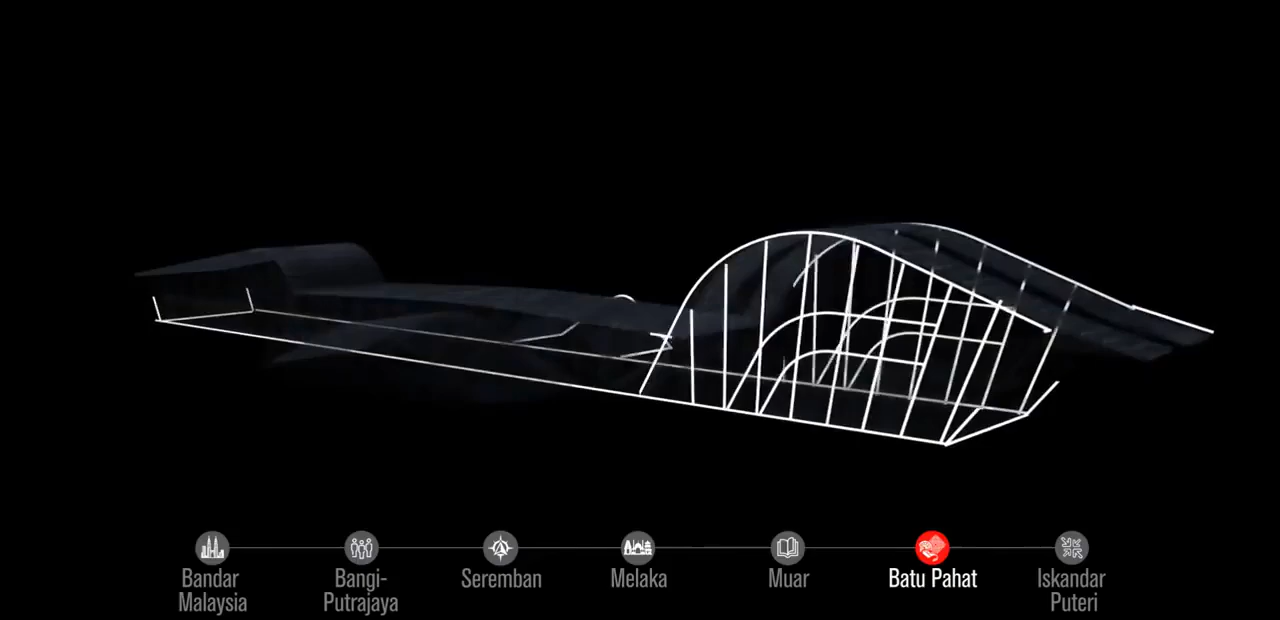 Bandar
Malaysia
Bangi-
Putrajaya
Seremban
Melaka
Muar
Batu Pahat
Iskandar
Puteri